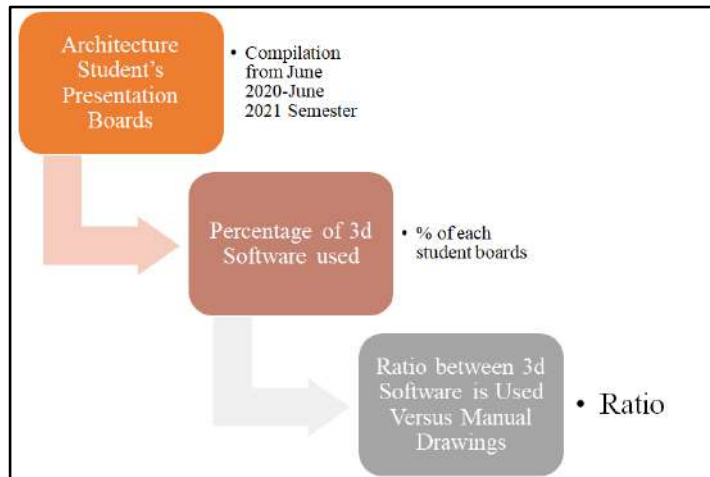 Architecture
Student's
Presentation
Boards
• Compilation
from June
2020-June
2021 Semester
Percentage of 3d
Software used
• % of each
student boards
Ratio between 3d
Software is Used
Versus Manual
Drawings
• Ratio